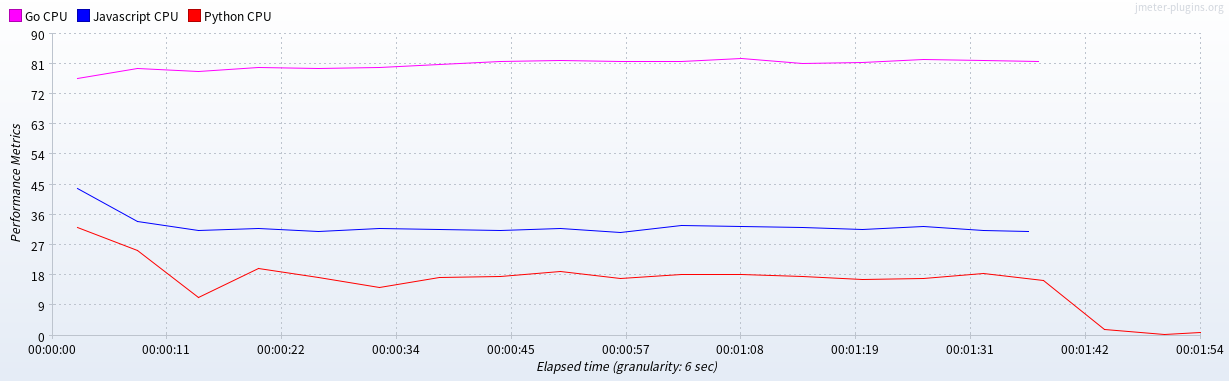 jmeter-plugins.org
Go CPU Javascript CPU Python CPU
90
81
72
63
54
45
36
27
18
9
0
Performance Metrics
00:00:00 00:00:11 00:00:22 00:00:34 00:00:45 00:00:57 00:01:08 00:01:19 00:01:31 00:01:42 00:01:54
Elapsed time (granularity: 6 sec)